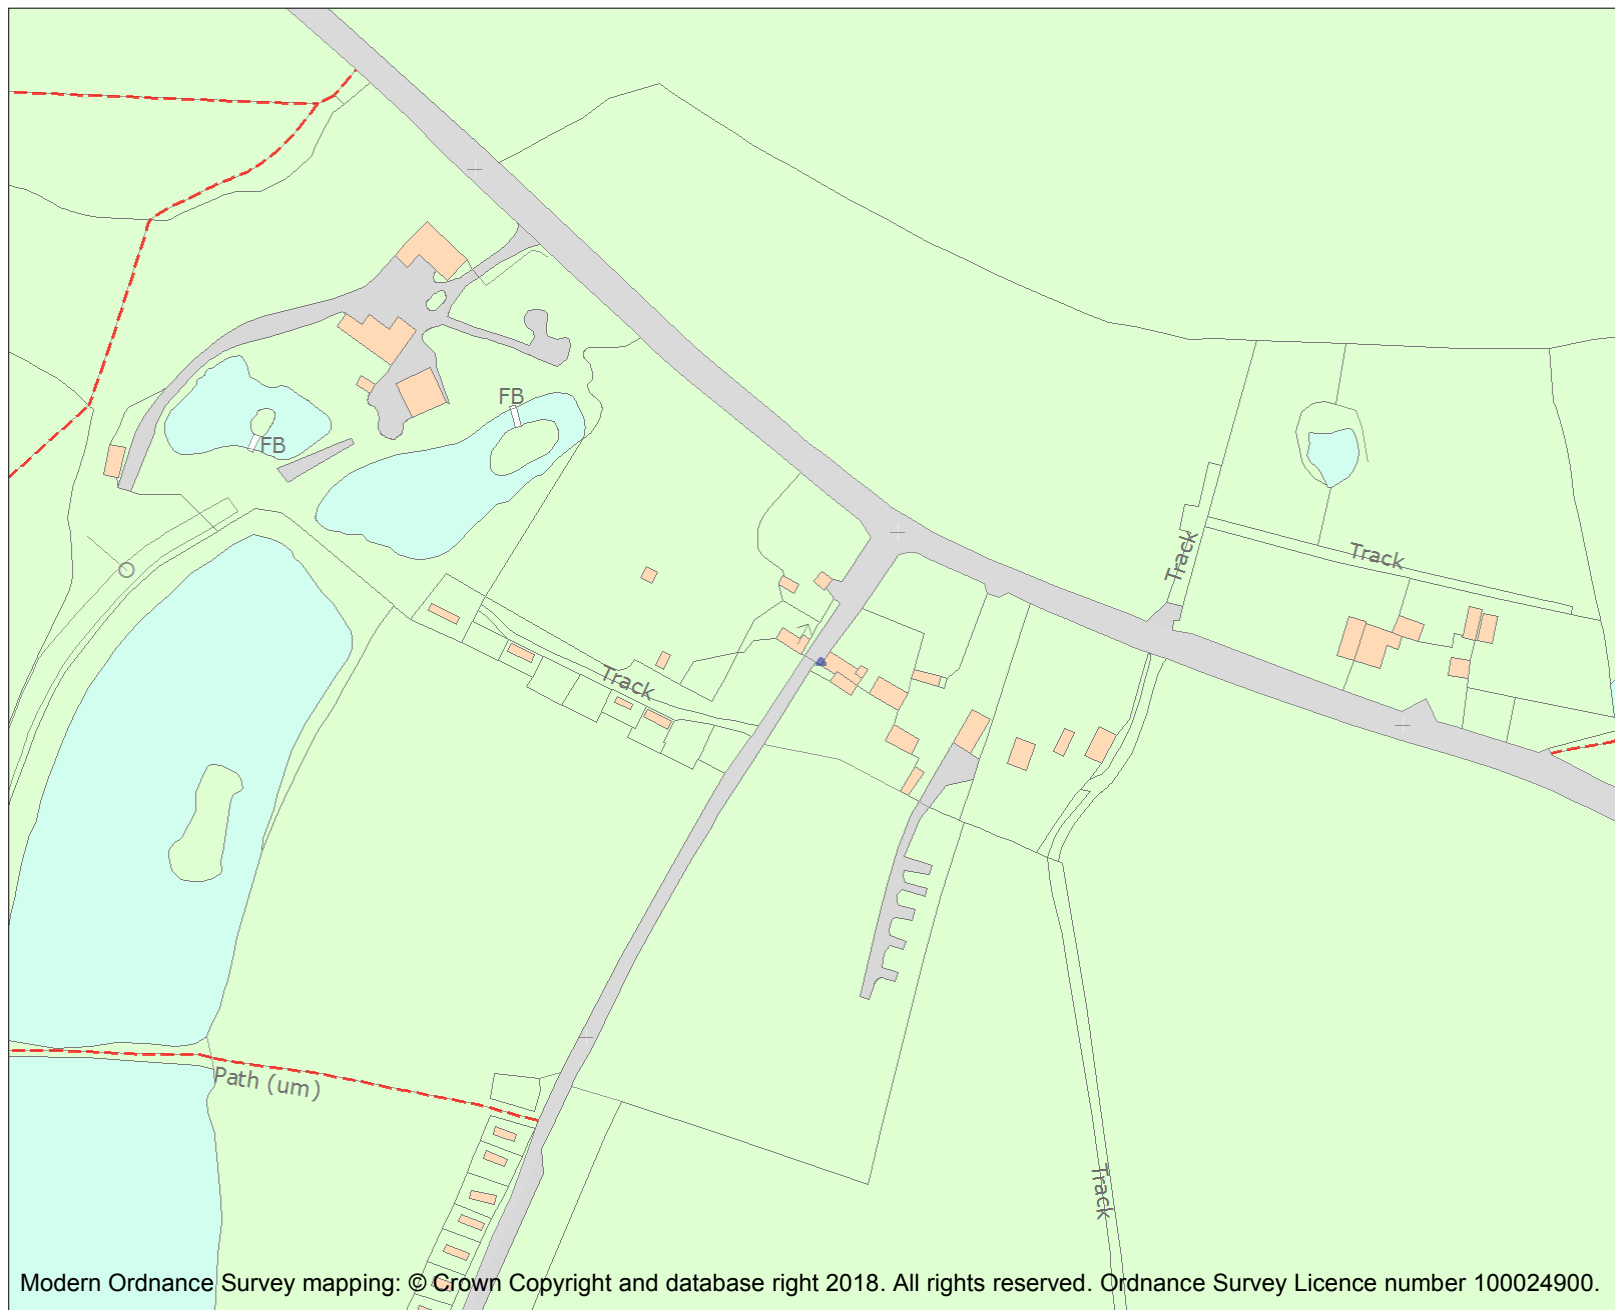 FB
FB
Track
Track
Track
Path (um)
Track
Modern Ordnance Survey mapping: © Crown Copyright and database right 2018. All rights reserved. Ordnance Survey Licence number 100024900.